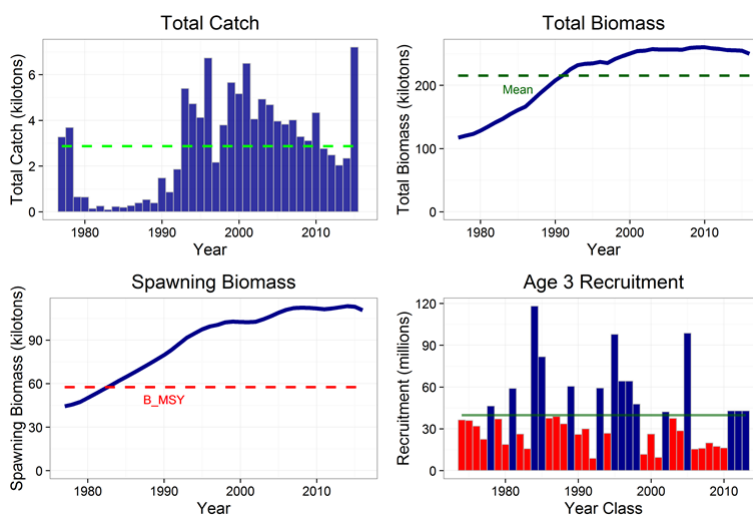 Total Catch
Total Catch (kilotons)
6
4
2
0
1980
1990
2000
2010
Year
Total Biomass
Total Biomass (kilotons)
200
100
0
Mean
1980
1990
2000
2010
Year
Spawning Biomass
Spawning Biomass (kilotons)
90
60
30
0
B_MSY
1980
1990
2000
2010
Year
Age 3 Recruitment
Recruitment (millions)
120
90
60
30
0
1980
1990
2000
2010
Year Class